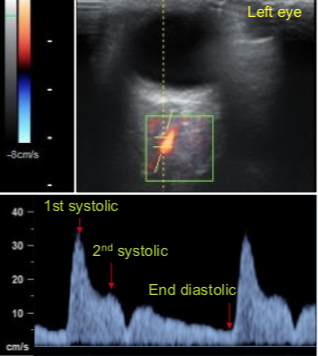 Left eye
-8cm/s
1st systolic
2nd systolic
End diastolic
40
30
20
10
cm/s